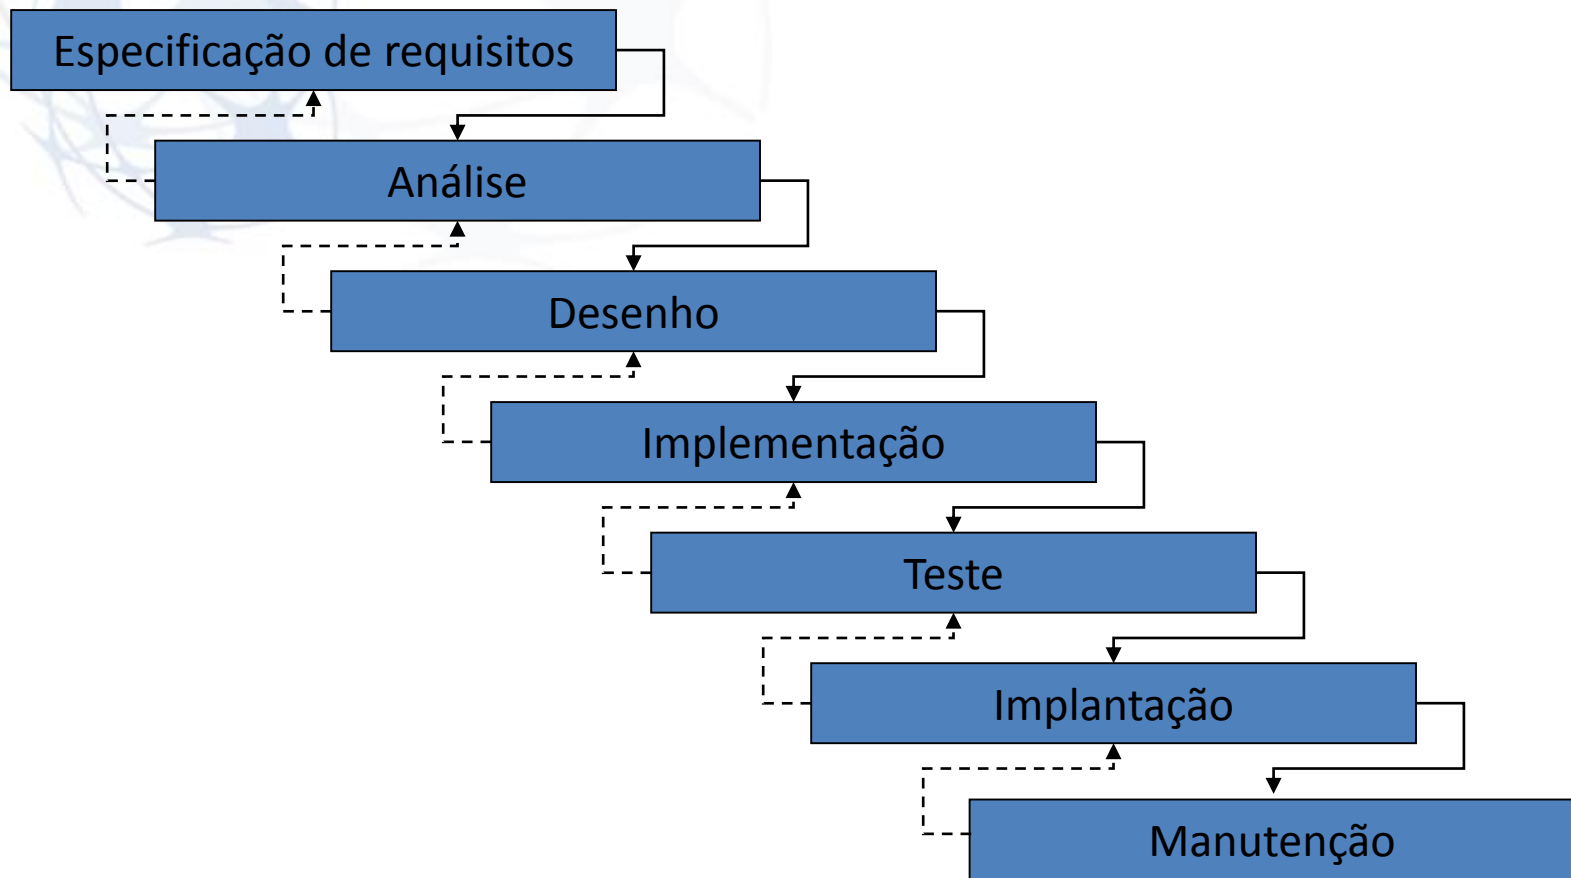 Especificação de requisitos
Análise
Desenho
Implementação
Teste
Implantação
Manutenção